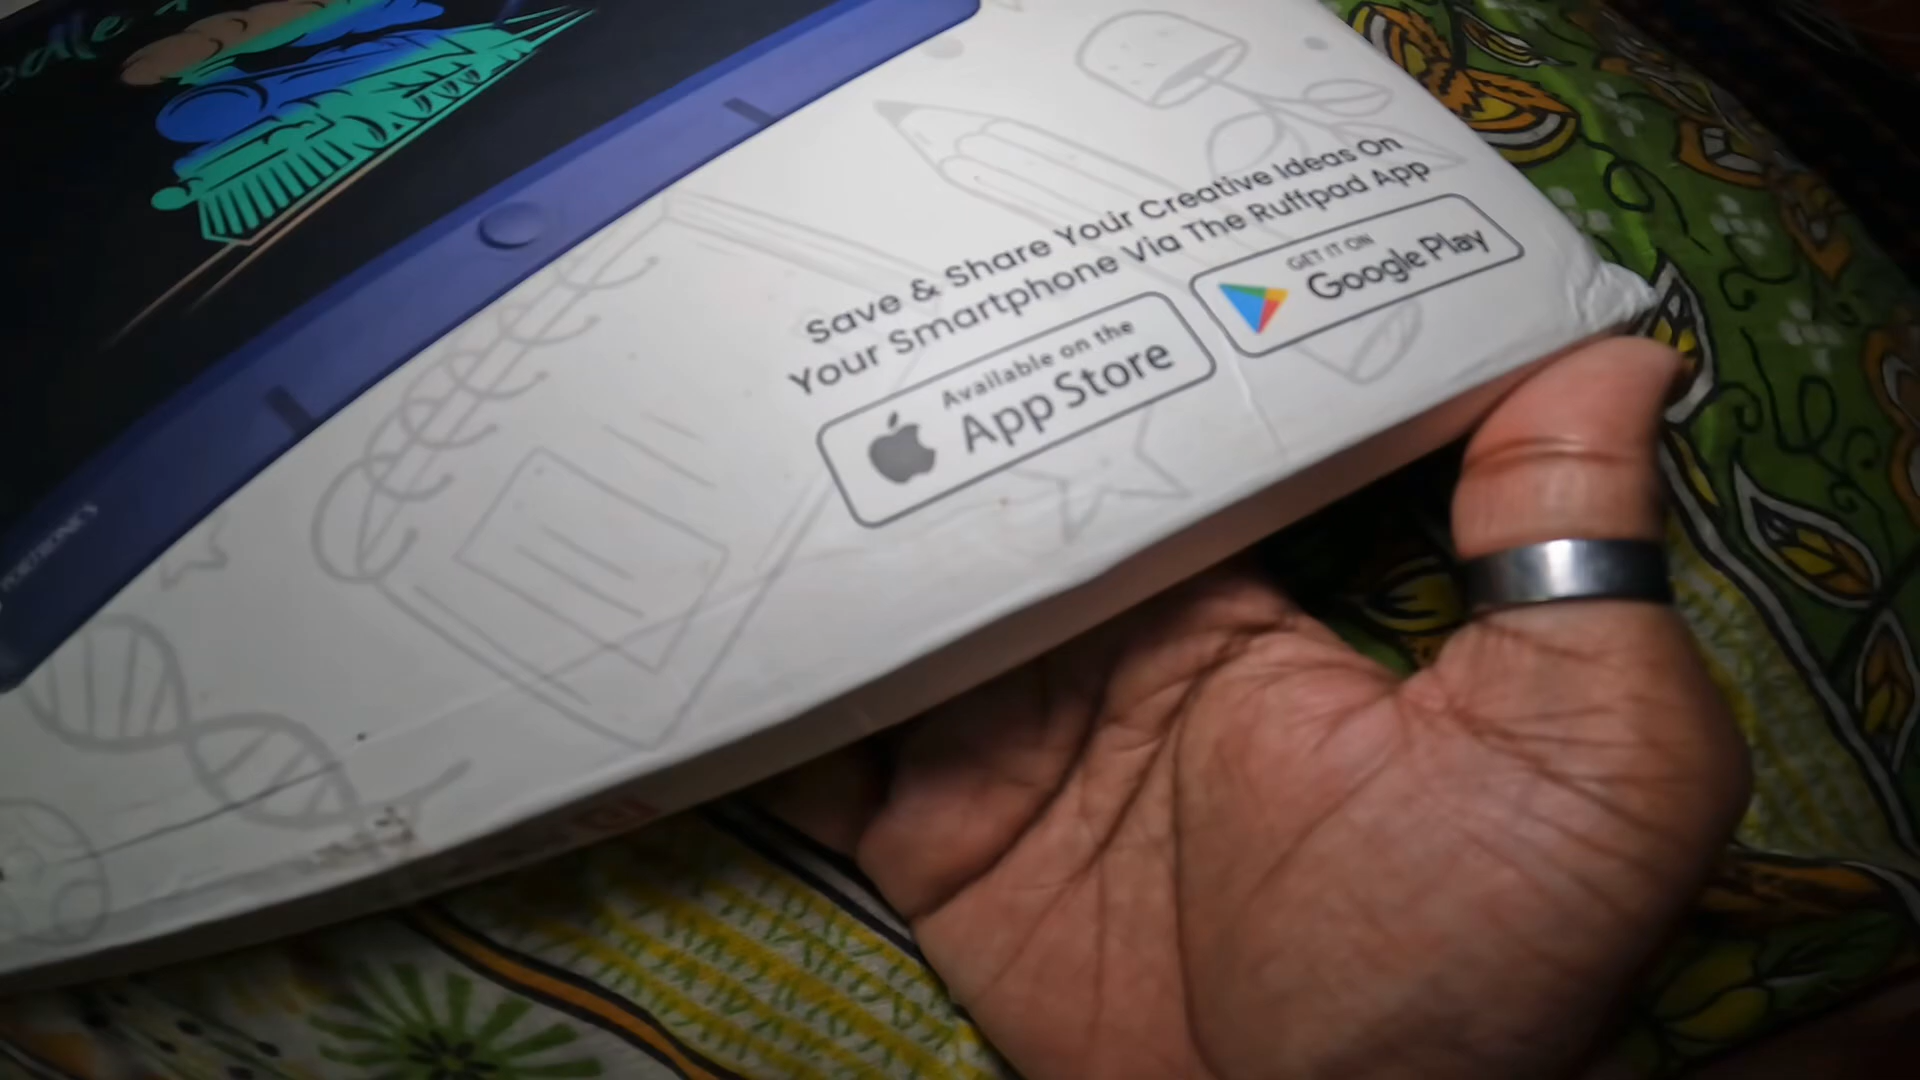 Save & Share Your Creative Ideas On
Your Smartphone Via The Ruffpad App
Available on the
App Store
GET IT ON
Google Play
PORTRONICS